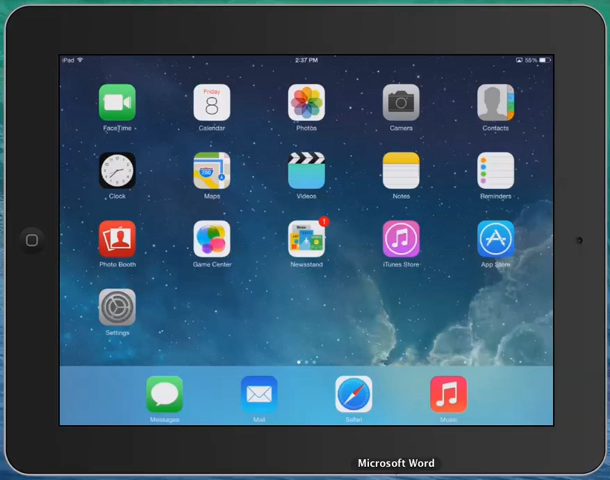 iPad
2:37 PM
55%
Friday
8
FaceTime
Calendar
Photos
Camera
Contacts
280
Clock
Maps
Videos
Notes
Reminders
1
Photo Booth
Game Center
Newsstand
iTunes Store
App Store
Settings
Messages
Mail
Safari
Music
Microsoft Word